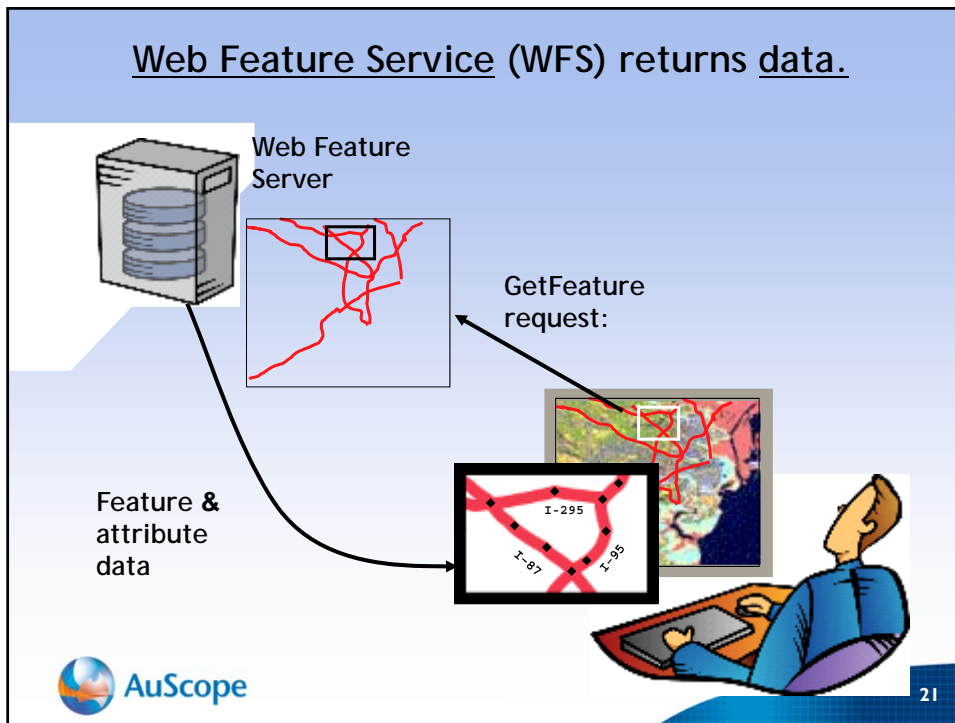 Web Feature Service (WFS) returns data.
Web Feature
Server
GetFeature
request:
Feature &
attribute
data
I-295
I-87
I-95
AuScope
21